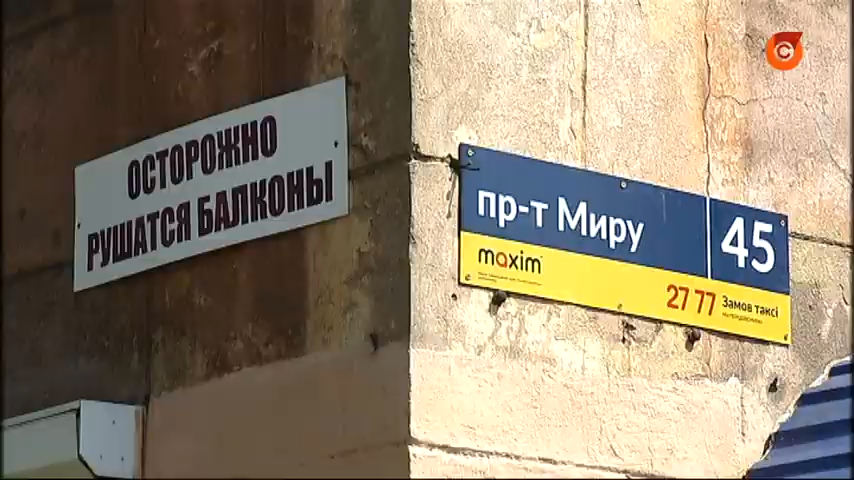 ОСТОРОЖНО
РУШАТСЯ БАЛКОНЫ
пр-т Миру
45
maxim
27 77
Замов таксі